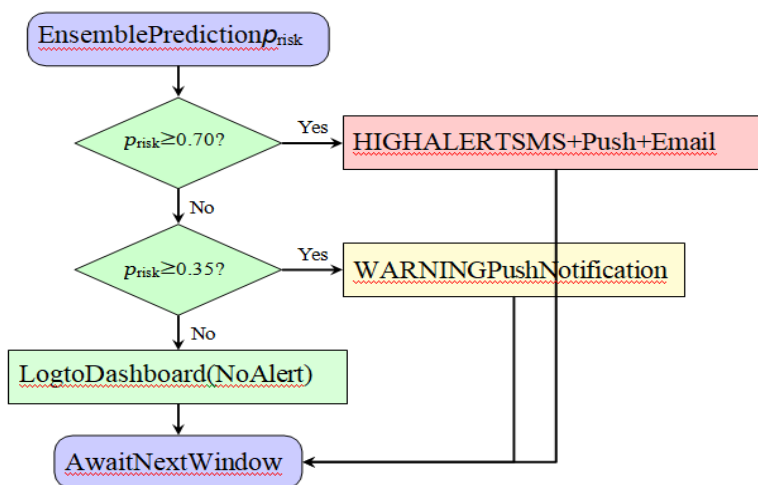 EnsemblePredictionprisk
prisk≥0.70?
Yes
HIGHALERTSMS+Push+Email
No
prisk≥0.35?
Yes
WARNINGPushNotification
No
LogtoDashboard(NoAlert)
AwaitNextWindow